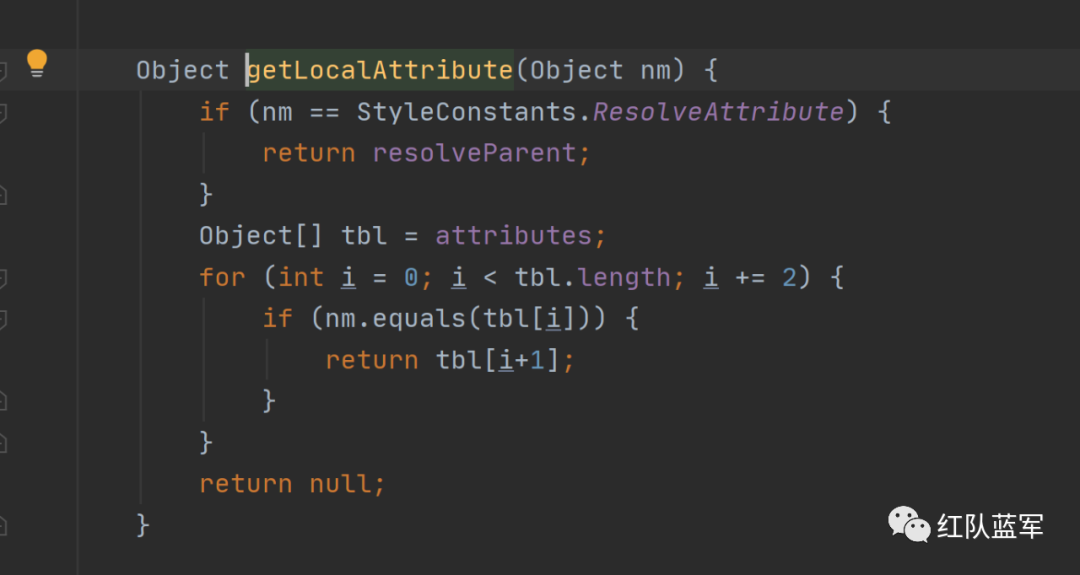 Object getLocalAttribute(Object nm) {
if (nm == StyleConstants.ResolveAttribute) {
return resolveParent;
}
Object[] tbl = attributes;
for (int i = 0; i < tbl.length; i += 2) {
if (nm.equals(tbl[i])) {
return tbl[i+1];
}
}
return null;
}
红队蓝军